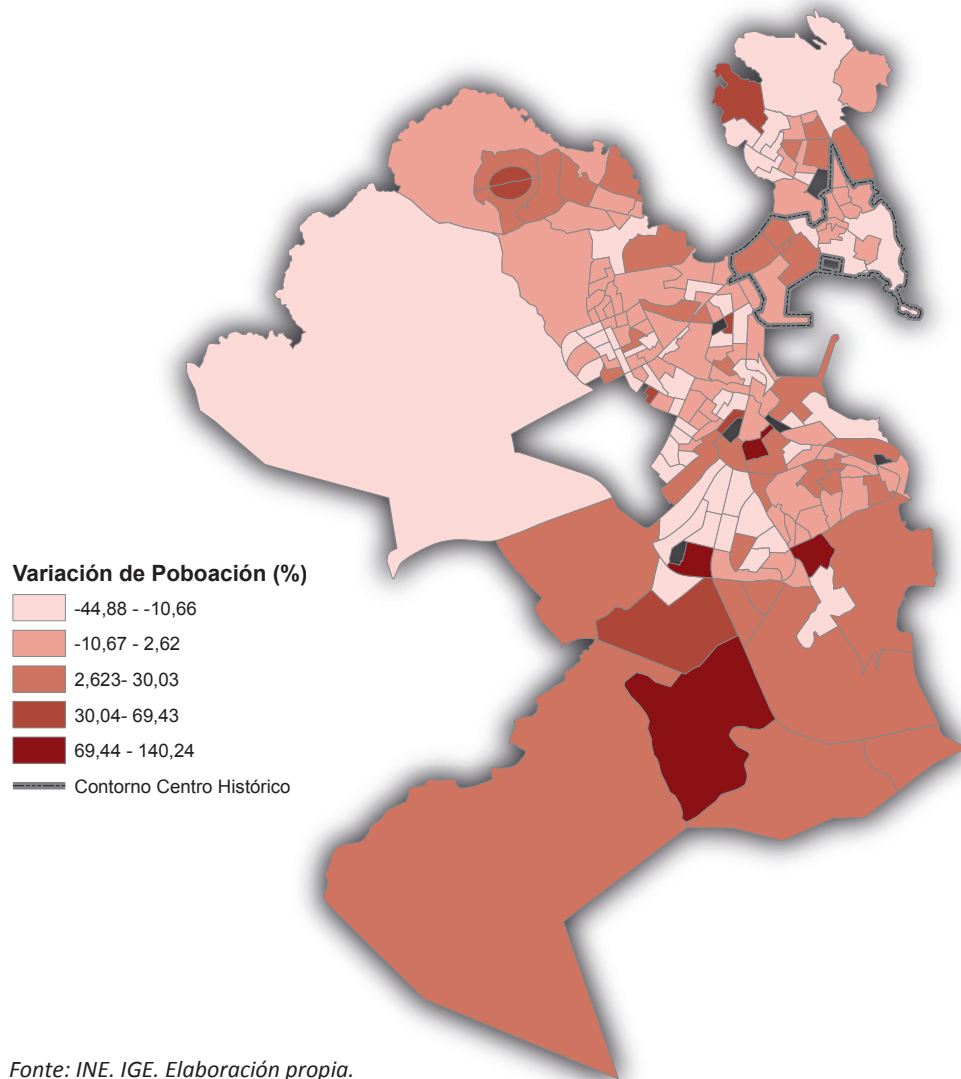 Variación de Poboación (%)
-44,88 - -10,66
-10,67 - 2,62
2,623- 30,03
30,04- 69,43
69,44 - 140,24
Contorno Centro Histórico
Fonte: INE. IGE. Elaboración propia.